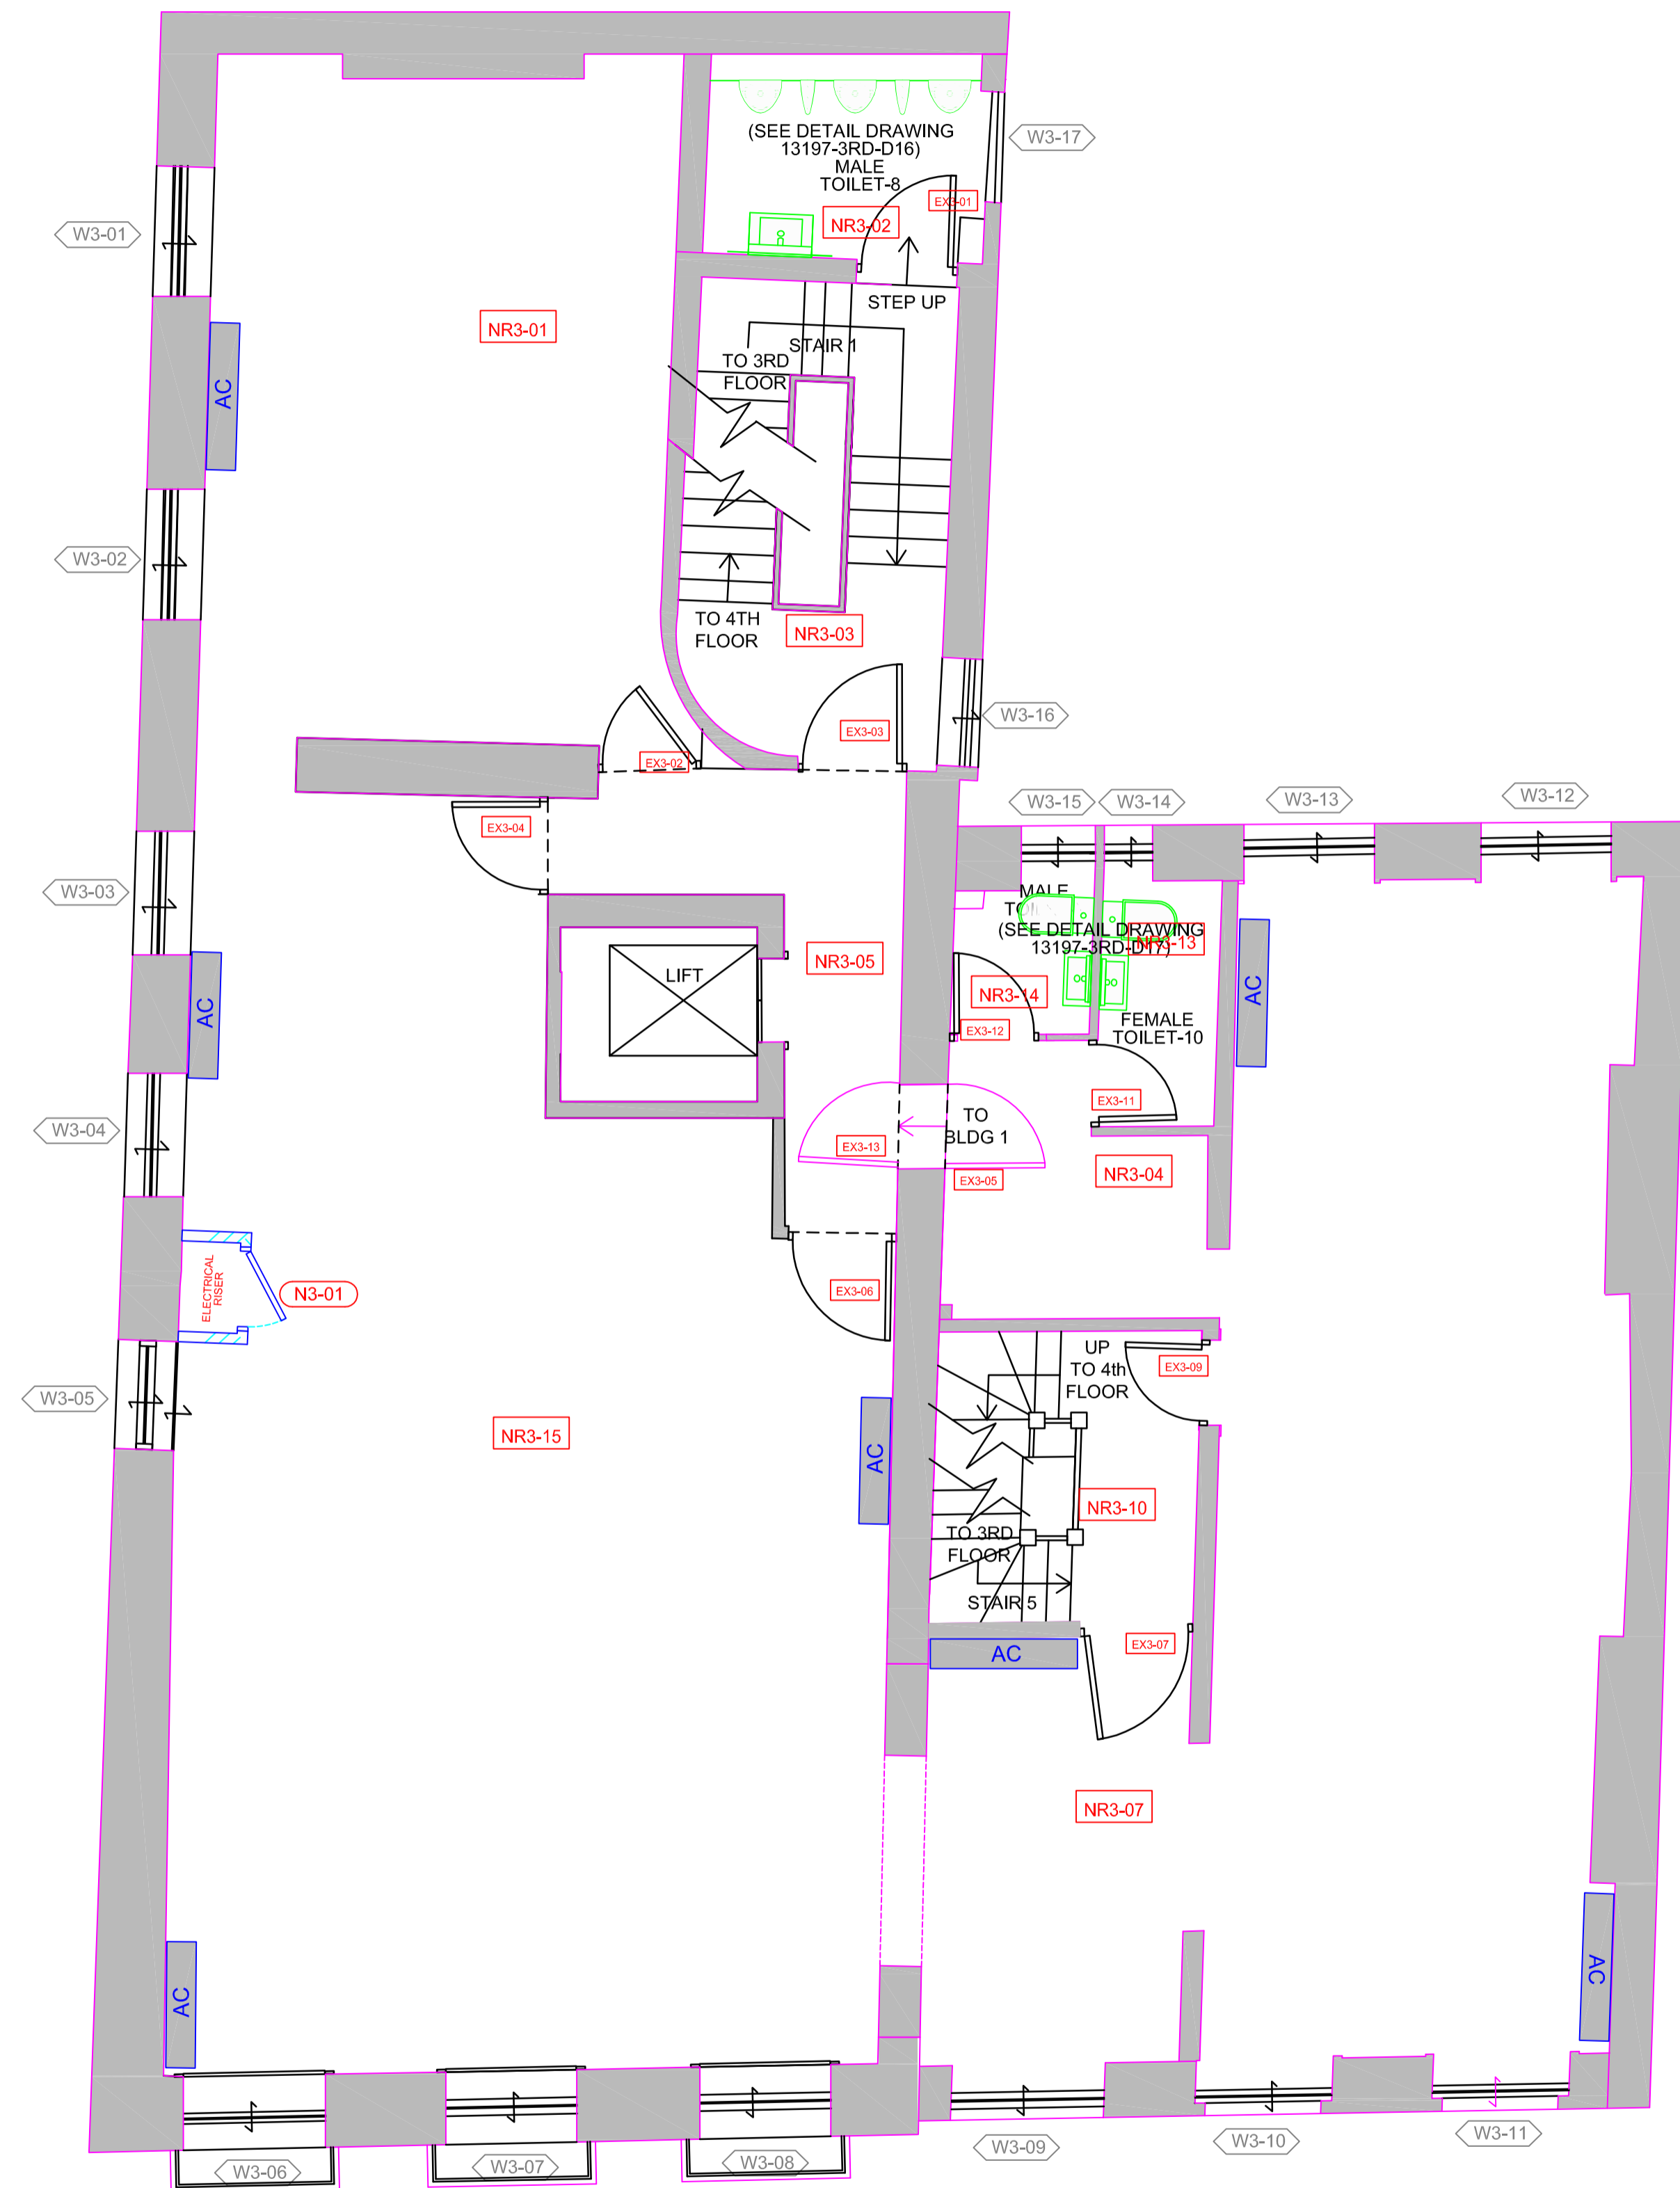 (SEE DETAIL DRAWING
13197-3RD-D16)
MALE
TOILET-8
W3-17
EX3-01
NR3-02
W3-01
STEP UP
NR3-01
STAIR 1
TO 3RD
FLOOR
AC
W3-02
TO 4TH
FLOOR
NR3-03
W3-16
EX3-03
EX3-02
EX3-04
W3-15
W3-14
W3-13
W3-12
W3-03
MALE
(SEE DETAIL DRAWING
13197-3RD-D17)
NR3-13
NR3-05
LIFT
NR3-14
AC
AC
FEMALE
TOILET-10
EX3-12
EX3-11
W3-04
TO
BLDG 1
EX3-13
EX3-05
NR3-04
ELECTRICAL
RISER
N3-01
EX3-06
UP
TO 4th
FLOOR
EX3-09
W3-05
NR3-15
AC
NR3-10
TO 3RD
FLOOR
STAIR 5
EX3-07
AC
NR3-07
AC
AC
W3-06
W3-07
W3-08
W3-09
W3-10
W3-11